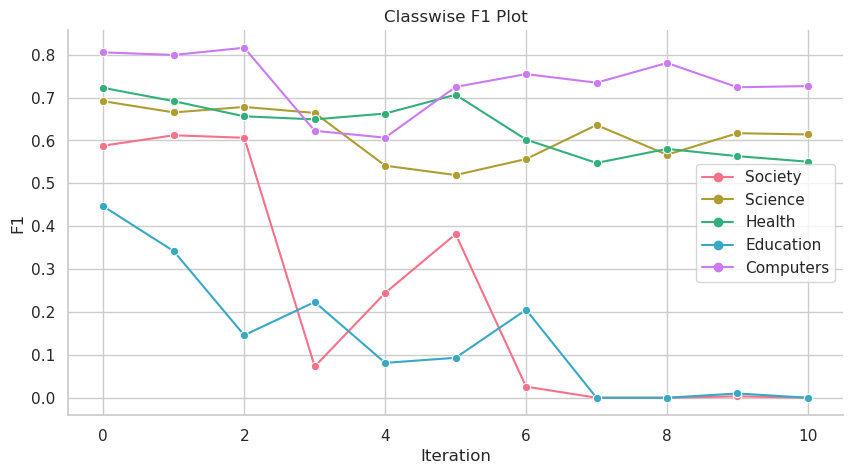 Classwise F1 Plot
0.8
0.7
0.6
0.5
0.4
0.3
0.2
0.1
0.0
F1
Society
Science
Health
Education
Computers
0 2 4 6 8 10
Iteration